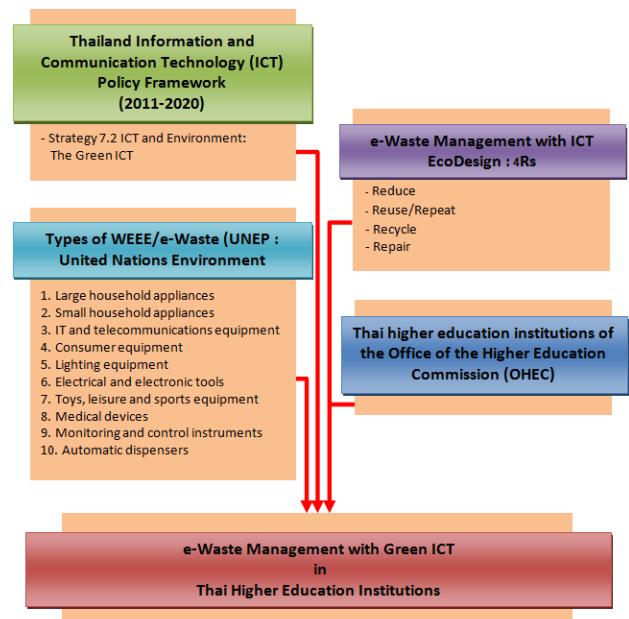 Thailand Information and
Communication Technology (ICT)
Policy Framework
(2011-2020)
- Strategy 7.2 ICT and Environment:
The Green ICT
e-Waste Management with ICT
EcoDesign : 4Rs
- Reduce
- Reuse/Repeat
- Recycle
- Repair
Types of WEEE/e-Waste (UNEP :
United Nations Environment
1. Large household appliances
2. Small household appliances
3. IT and telecommunications equipment
4. Consumer equipment
5. Lighting equipment
6. Electrical and electronic tools
7. Toys, leisure and sports equipment
8. Medical devices
9. Monitoring and control instruments
10. Automatic dispensers
Thai higher education institutions of
the Office of the Higher Education
Commission (OHEC)
e-Waste Management with Green ICT
in
Thai Higher Education Institutions